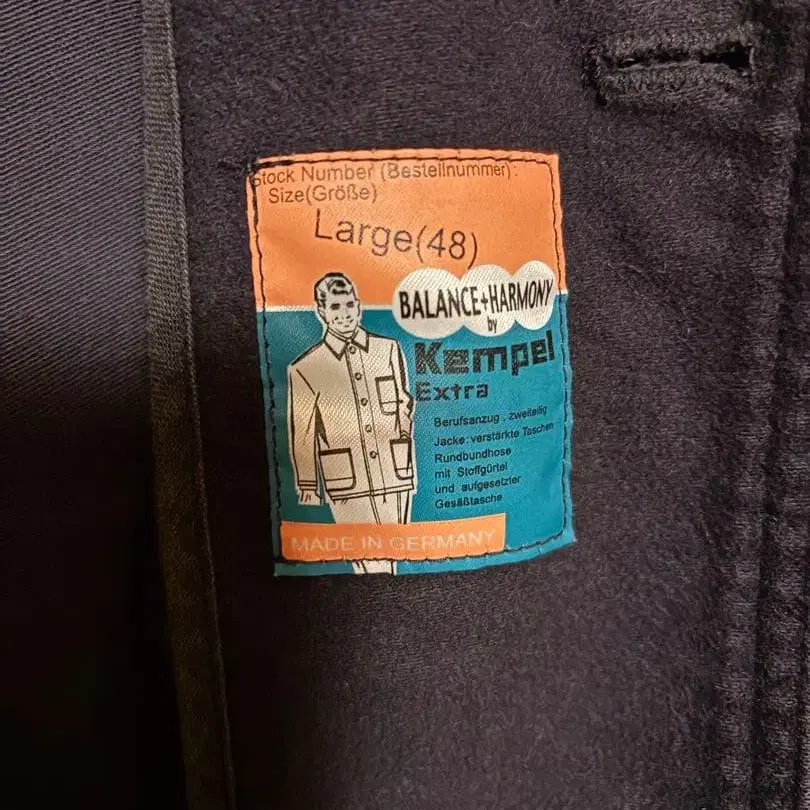 Stock Number (Bestellnummer):
Size(Größe)
Large(48)
BALANCE+HARMONY
by
Kempel
Extra
Berufsanzug , zweiteilig
Jacke: verstärkte Taschen
Rundbundhose
mit Stoffgürtel
und aufgesetzter
Gesäßtasche
MADE IN GERMANY